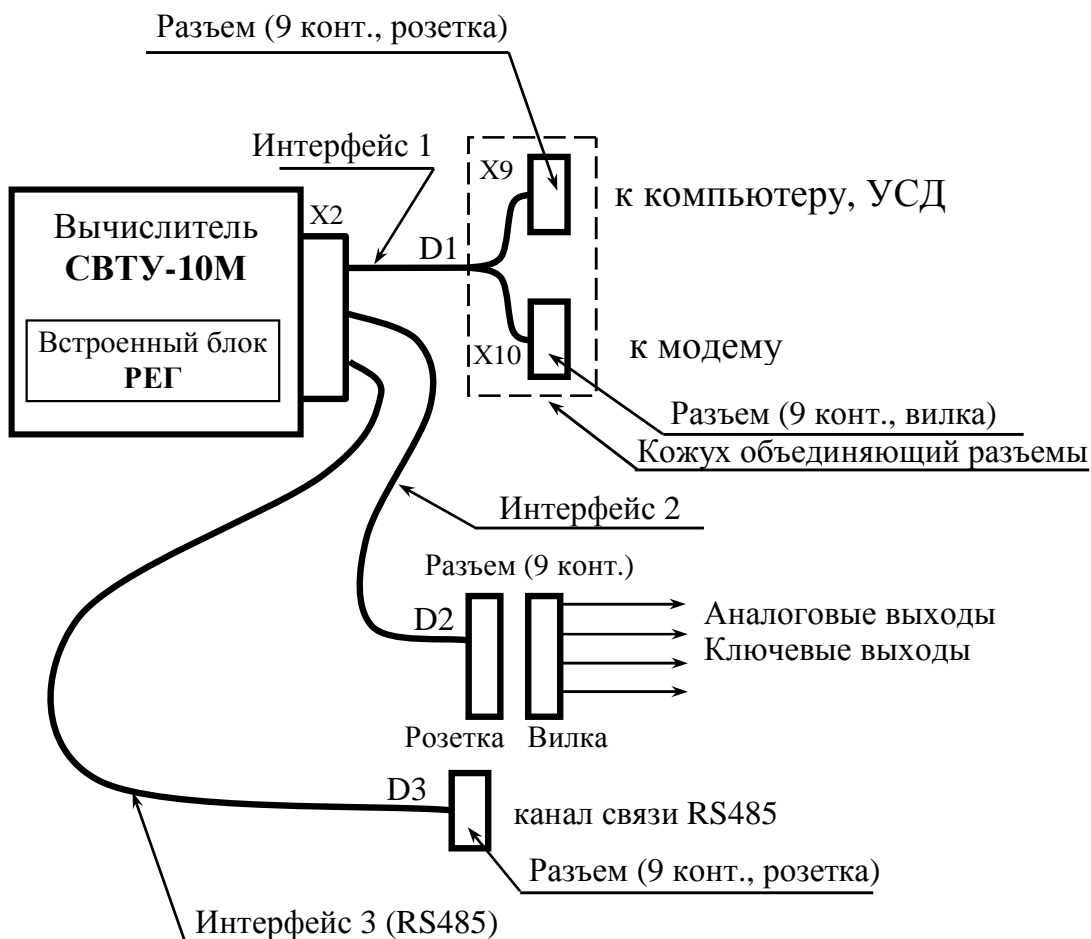 Разъем (9 конт., розетка)
Интерфейс 1
X9
к компьютеру, УСД
X2
Вычислитель
СВТУ-10М
D1
Встроенный блок
РЕГ
X10
к модему
Разъем (9 конт., вилка)
Кожух объединяющий разъемы
Интерфейс 2
Разъем (9 конт.)
D2
Аналоговые выходы
Ключевые выходы
Розетка
Вилка
D3
канал связи RS485
Разъем (9 конт., розетка)
Интерфейс 3 (RS485)